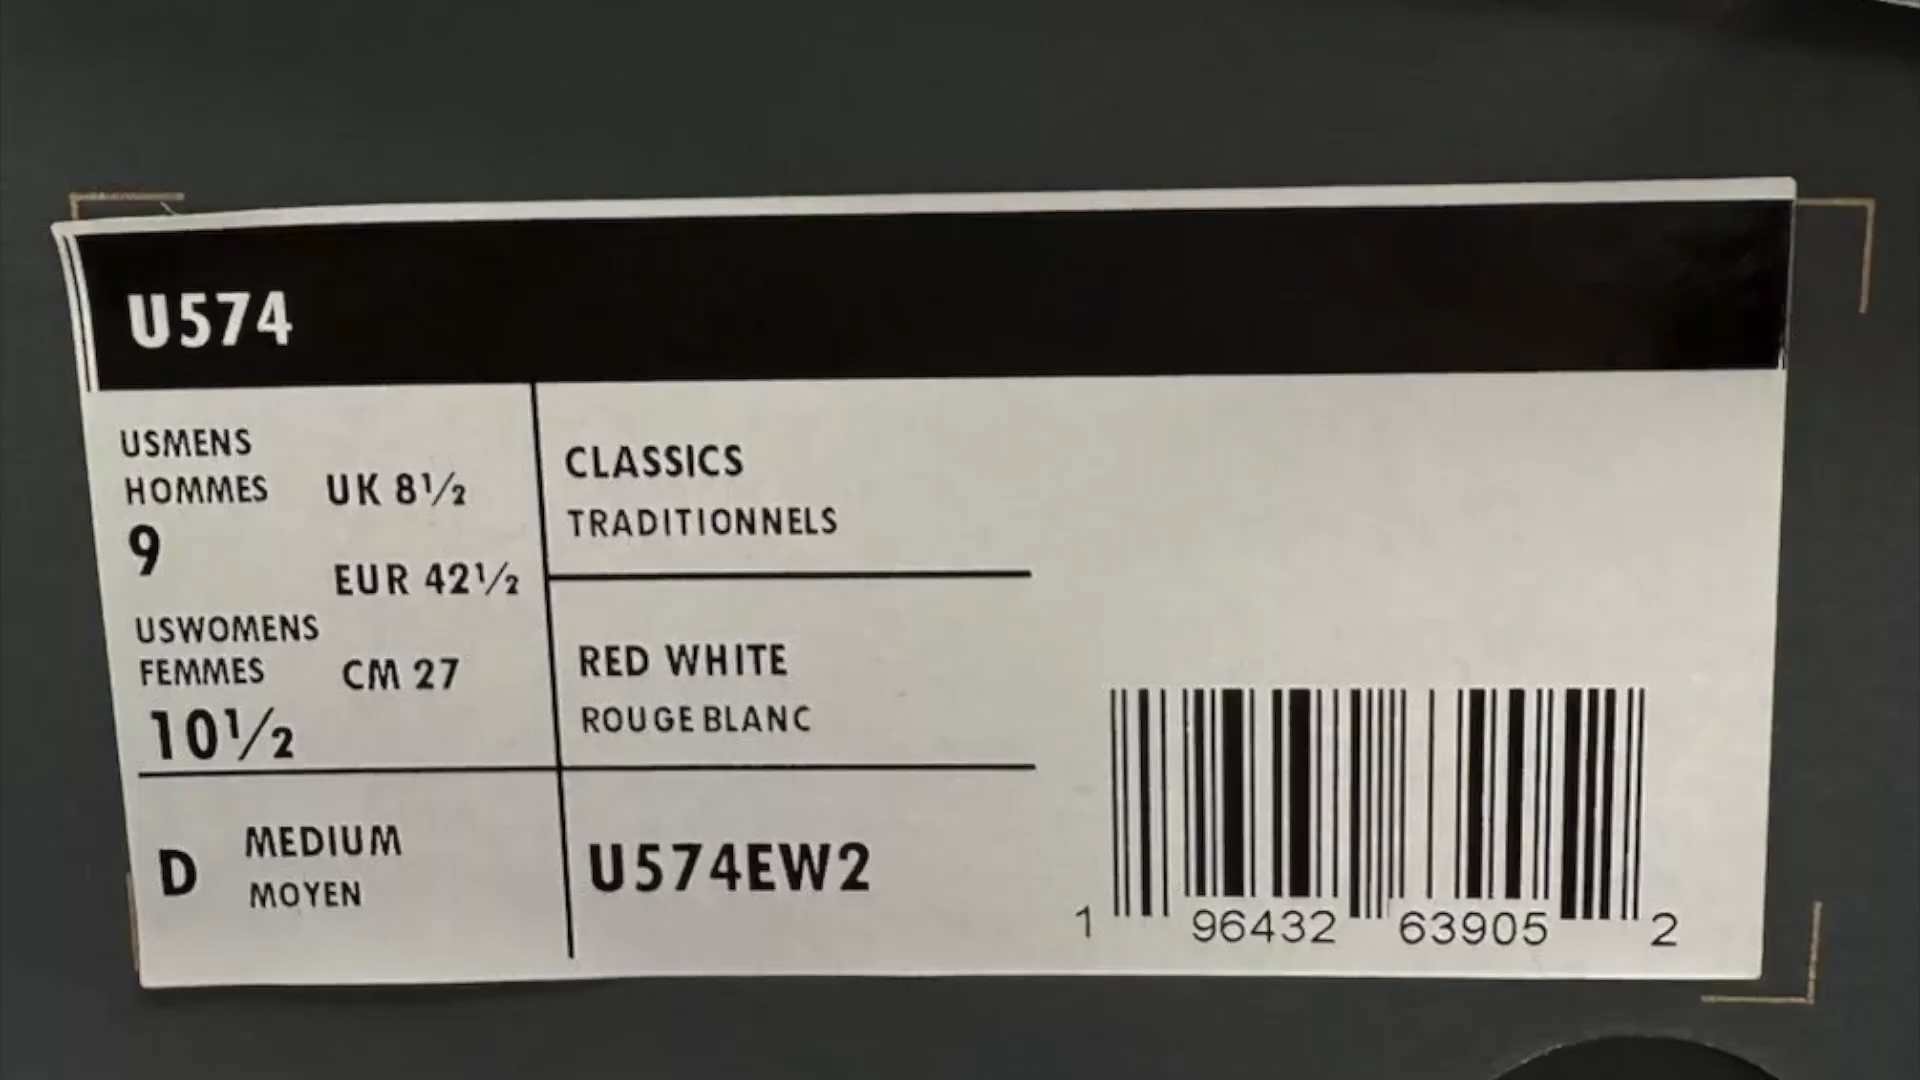 U574
USMENS
HOMMES
9
UK 8½
EUR 42½
USWOMENS
FEMMES
10½
CM 27
CLASSICS
TRADITIONNELS
RED WHITE
ROUGE BLANC
D
MEDIUM
MOYEN
U574EW2
1 96432 63905 2